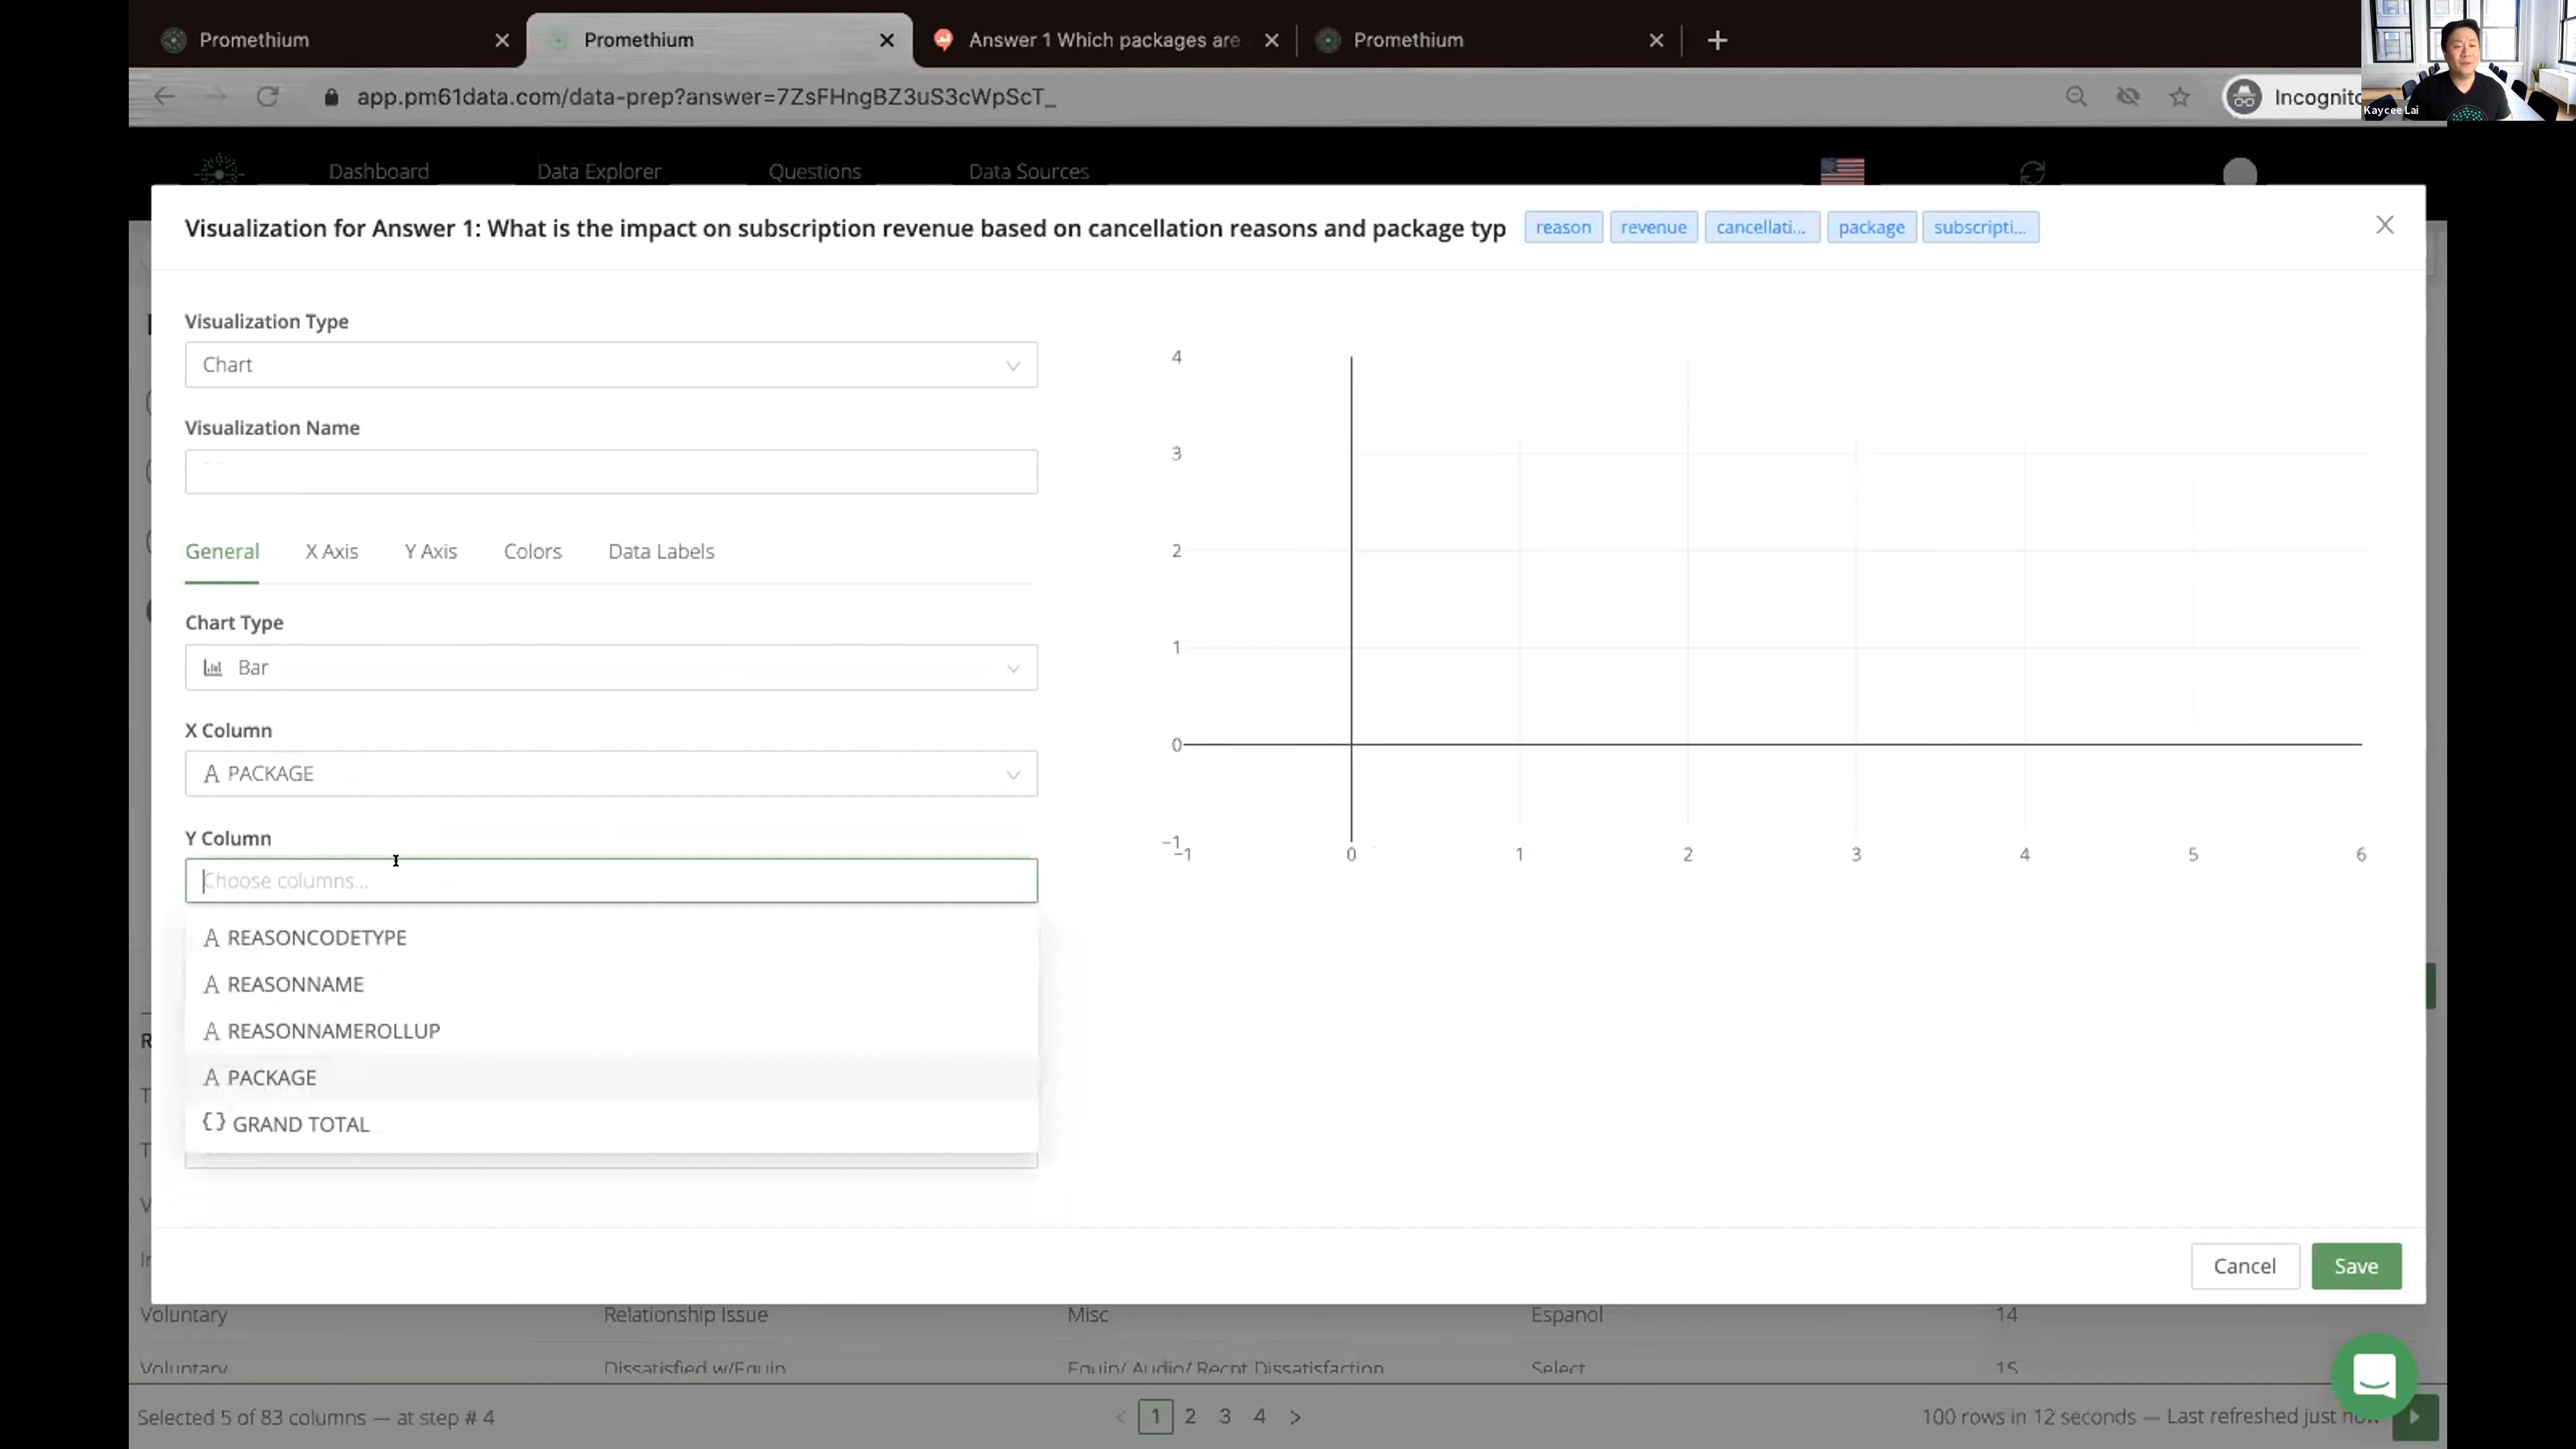 Promethium
Promethium
Answer 1 Which packages are
Promethium
app.pm61data.com/data-prep?answer=7ZsFHngBZ3uS3cWpScT_
Incognito
Kaycee Lai
Dashboard
Data Explorer
Questions
Data Sources
Visualization for Answer 1: What is the impact on subscription revenue based on cancellation reasons and package typ
reason
revenue
cancellati...
package
subscripti...
Visualization Type
Chart
Visualization Name
General
X Axis
Y Axis
Colors
Data Labels
Chart Type
Bar
X Column
A PACKAGE
Y Column
Choose columns...
A REASONCODETYPE
A REASONNAME
A REASONNAMEROLLUP
A PACKAGE
{} GRAND TOTAL
4
3
2
1
0
−1
−1
0
1
2
3
4
5
6
Cancel
Save
Voluntary
Relationship Issue
Misc
Espanol
14
Voluntary
Dissatisfied w/Equip
Equip/ Audio/ Recpt Dissatisfaction
Select
15
Selected 5 of 83 columns — at step # 4
< 1 2 3 4 >
100 rows in 12 seconds — Last refreshed just now